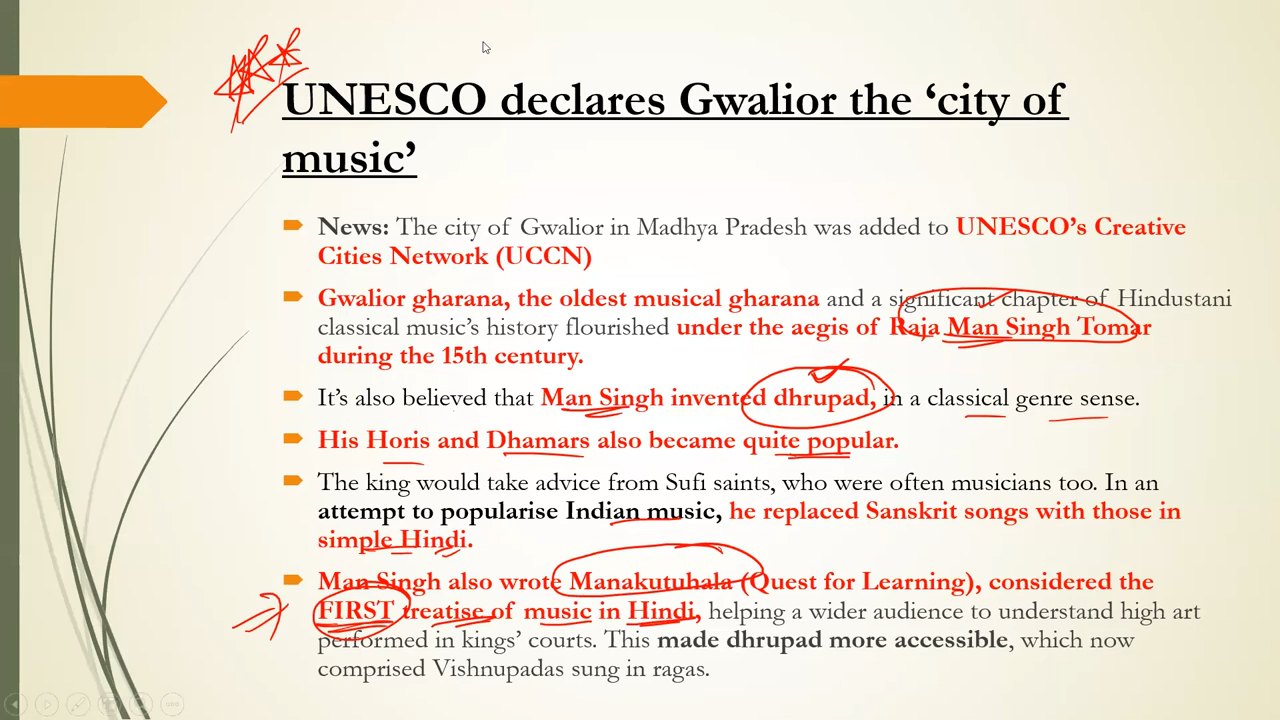 UNESCO declares Gwalior the ‘city of
music’
News: The city of Gwalior in Madhya Pradesh was added to UNESCO’s Creative
Cities Network (UCCN)
Gwalior gharana, the oldest musical gharana and a significant chapter of Hindustani
classical music’s history flourished under the aegis of Raja Man Singh Tomar
during the 15th century.
It’s also believed that Man Singh invented dhrupad, in a classical genre sense.
His Horis and Dhamars also became quite popular.
The king would take advice from Sufi saints, who were often musicians too. In an
attempt to popularise Indian music, he replaced Sanskrit songs with those in
simple Hindi.
Man Singh also wrote Manakutuhala (Quest for Learning), considered the
FIRST treatise of music in Hindi, helping a wider audience to understand high art
performed in kings’ courts. This made dhrupad more accessible, which now
comprised Vishnupadas sung in ragas.